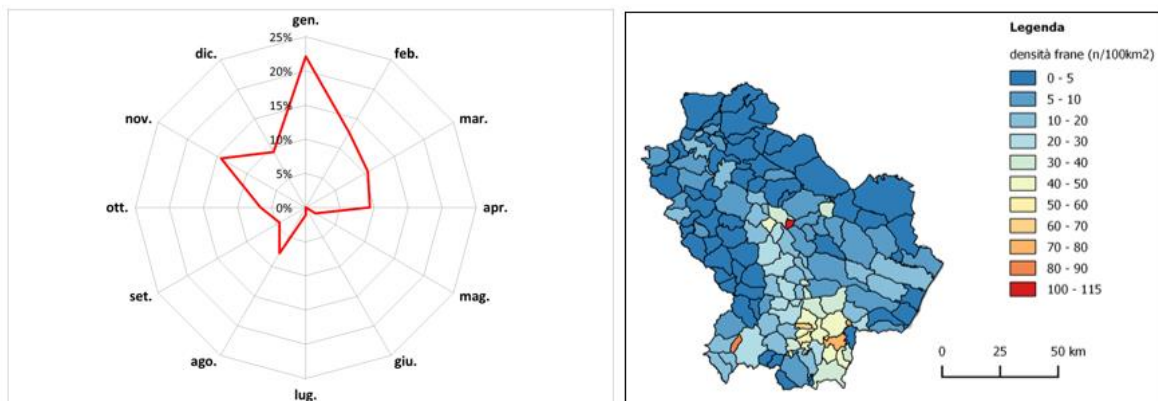 gen.
25%
dic.
feb.
20%
15%
nov.
mar.
10%
5%
ott.
0%
apr.
set.
mag.
ago.
giu.
lug.
Legenda
densità frane (n/100km2)
0 - 5
5 - 10
10 - 20
20 - 30
30 - 40
40 - 50
50 - 60
60 - 70
70 - 80
80 - 90
100 - 115
0 25 50 km